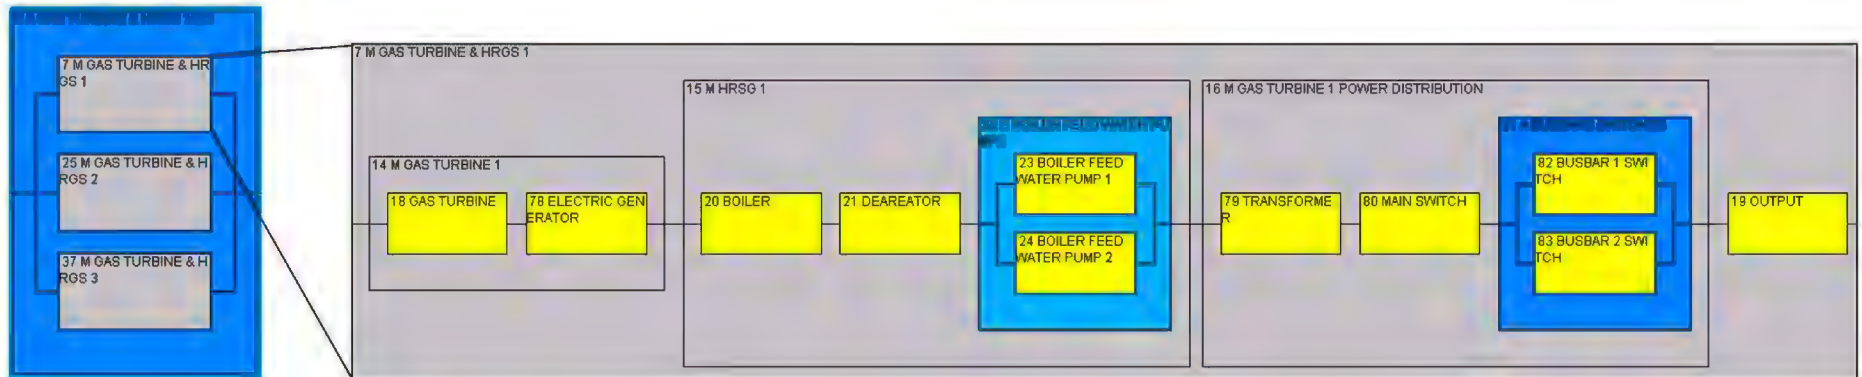 7 M GAS TURBINE & HR
GS 1
25 M GAS TURBINE & H
RGS 2
37 M GAS TURBINE & H
RGS 3
7 M GAS TURBINE & HRGS 1
14 M GAS TURBINE 1
18 GAS TURBINE
78 ELECTRIC GEN
ERATOR
15 M HRSG 1
20 BOILER
21 DEAREATOR
23 BOILER FEED
WATER PUMP 1
24 BOILER FEED
WATER PUMP 2
16 M GAS TURBINE 1 POWER DISTRIBUTION
79 TRANSFORME
R
80 MAIN SWITCH
82 BUSBAR 1 SWI
TCH
83 BUSBAR 2 SWI
TCH
19 OUTPUT